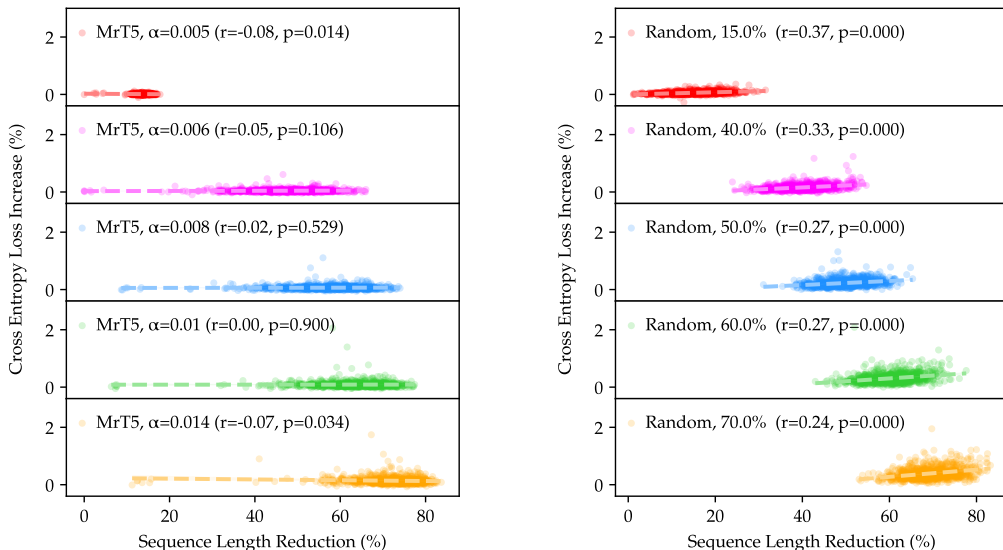 Cross Entropy Loss Increase (%)
2
MrT5, α=0.005 (r=-0.08, p=0.014)
0
2
MrT5, α=0.006 (r=0.05, p=0.106)
0
2
MrT5, α=0.008 (r=0.02, p=0.529)
0
2
MrT5, α=0.01 (r=0.00, p=0.900)
0
2
MrT5, α=0.014 (r=-0.07, p=0.034)
0
0 20 40 60 80
Sequence Length Reduction (%)
Cross Entropy Loss Increase (%)
2
Random, 15.0% (r=0.37, p=0.000)
0
2
Random, 40.0% (r=0.33, p=0.000)
0
2
Random, 50.0% (r=0.27, p=0.000)
0
2
Random, 60.0% (r=0.27, p=0.000)
0
2
Random, 70.0% (r=0.24, p=0.000)
0
0 20 40 60 80
Sequence Length Reduction (%)